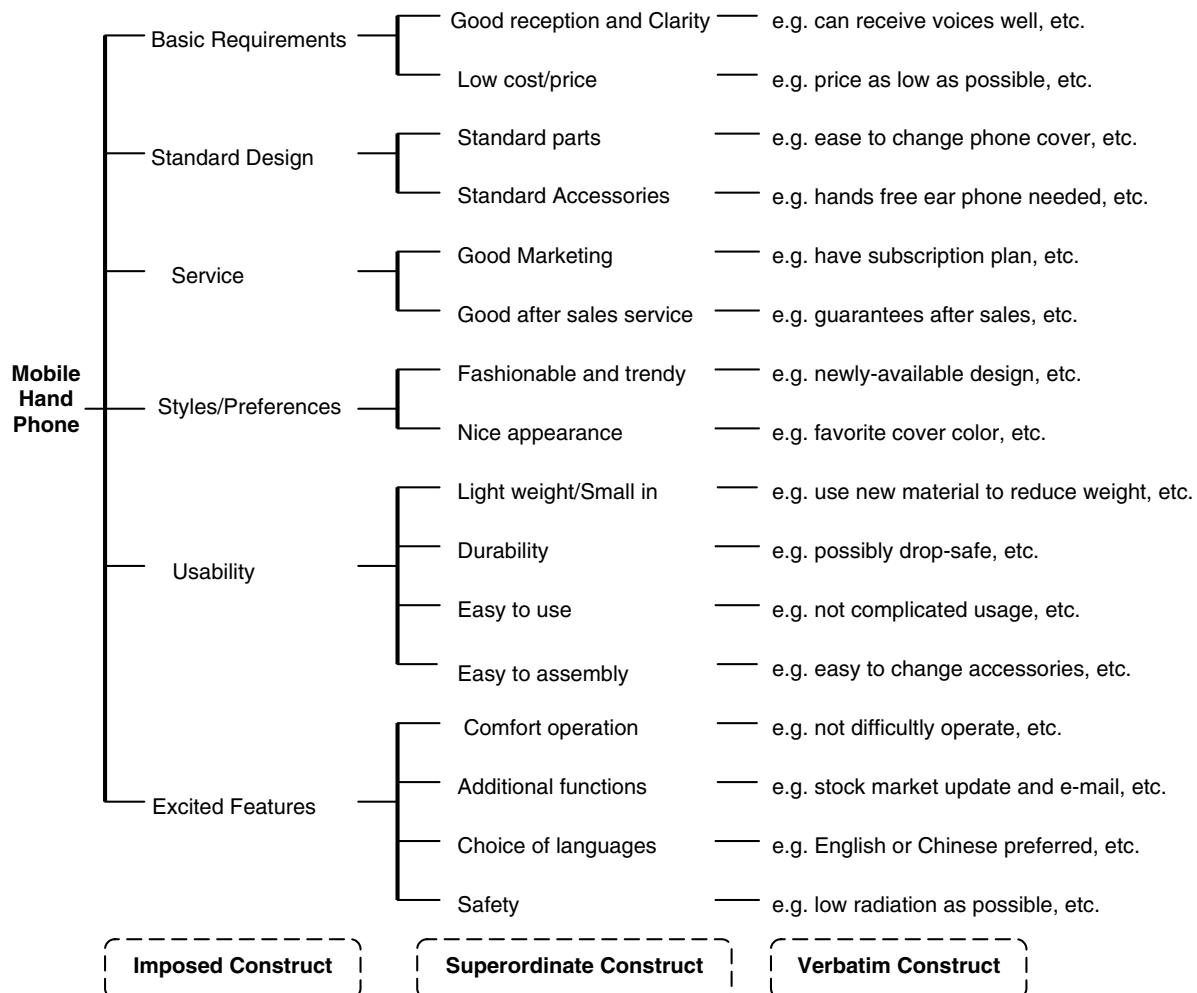 Good reception and Clarity
e.g. can receive voices well, etc.
Basic Requirements
Low cost/price
e.g. price as low as possible, etc.
Standard parts
e.g. ease to change phone cover, etc.
Standard Design
Standard Accessories
e.g. hands free ear phone needed, etc.
Good Marketing
e.g. have subscription plan, etc.
Service
Good after sales service
e.g. guarantees after sales, etc.
Mobile
Hand
Phone
Fashionable and trendy
e.g. newly-available design, etc.
Styles/Preferences
Nice appearance
e.g. favorite cover color, etc.
Light weight/Small in
e.g. use new material to reduce weight, etc.
Durability
e.g. possibly drop-safe, etc.
Usability
Easy to use
e.g. not complicated usage, etc.
Easy to assembly
e.g. easy to change accessories, etc.
Comfort operation
e.g. not difficultly operate, etc.
Additional functions
e.g. stock market update and e-mail, etc.
Excited Features
Choice of languages
e.g. English or Chinese preferred, etc.
Safety
e.g. low radiation as possible, etc.
Imposed Construct
Superordinate Construct
Verbatim Construct